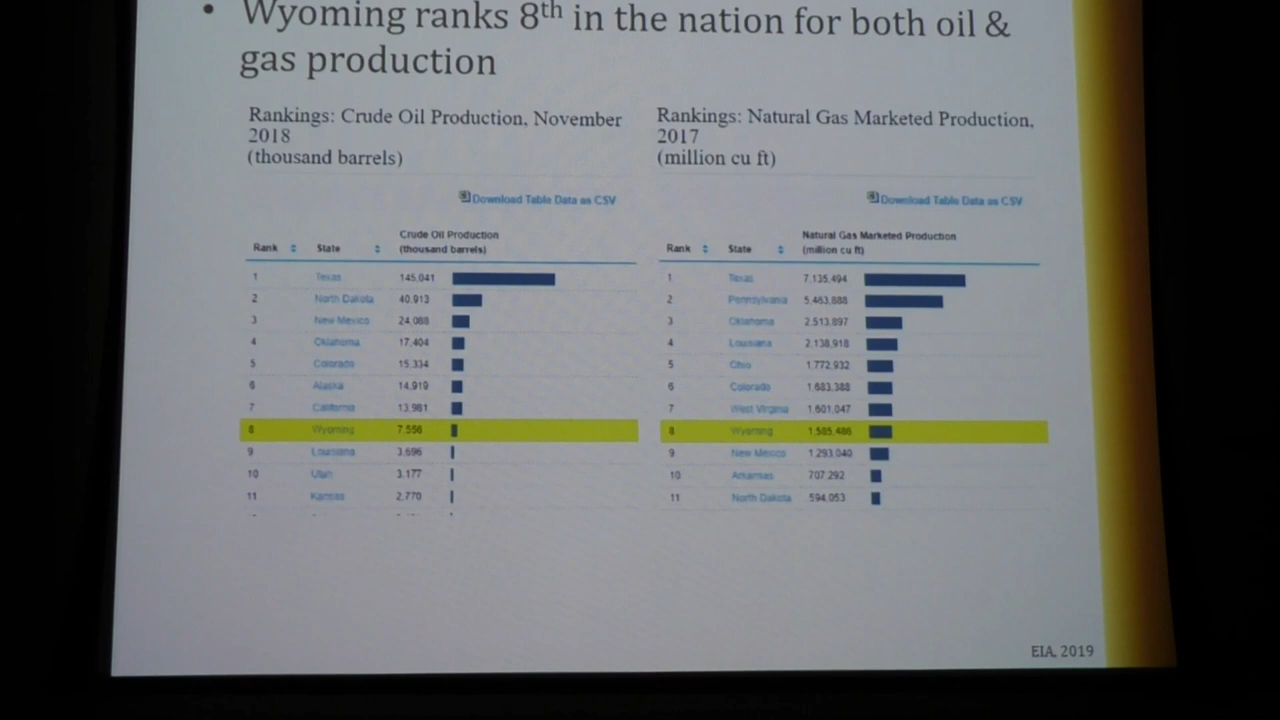 • Wyoming ranks 8th in the nation for both oil &
gas production
Rankings: Crude Oil Production, November
2018
(thousand barrels)
Download Table Data as CSV
Rank State Crude Oil Production
(thousand barrels)
1 Texas 145,041
2 North Dakota 40,913
3 New Mexico 24,088
4 Oklahoma 17,404
5 Colorado 15,334
6 Alaska 14,919
7 California 13,981
8 Wyoming 7,556
9 Louisiana 3,696
10 Utah 3,177
11 Kansas 2,770
Rankings: Natural Gas Marketed Production,
2017
(million cu ft)
Download Table Data as CSV
Rank State Natural Gas Marketed Production
(million cu ft)
1 Texas 7,135,494
2 Pennsylvania 5,463,888
3 Oklahoma 2,513,897
4 Louisiana 2,138,918
5 Ohio 1,772,932
6 Colorado 1,683,388
7 West Virginia 1,601,047
8 Wyoming 1,585,486
9 New Mexico 1,293,040
10 Arkansas 707,292
11 North Dakota 594,053
EIA, 2019